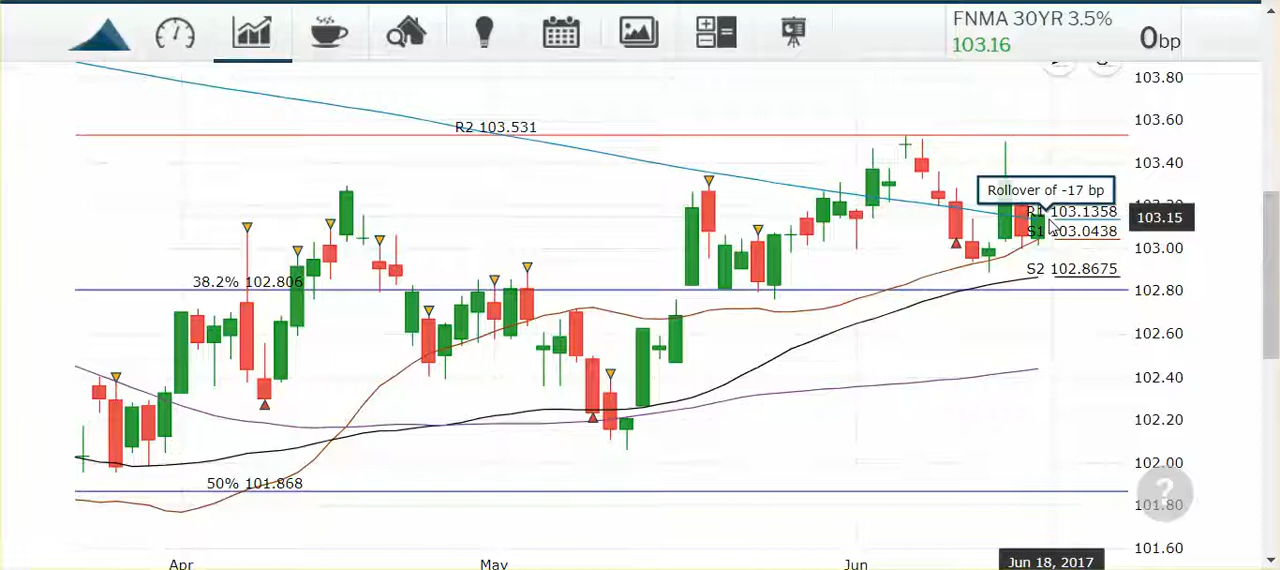 FNMA 30YR 3.5%
103.16
0bp
103.80
R2 103.531
103.60
103.40
Rollover of -17 bp
R1 103.1358
103.15
S1 103.0438
103.00
S2 102.8675
38.2% 102.806
102.80
102.60
102.40
102.20
102.00
50% 101.868
?
101.80
101.60
Apr
May
Jun
Jun 18, 2017